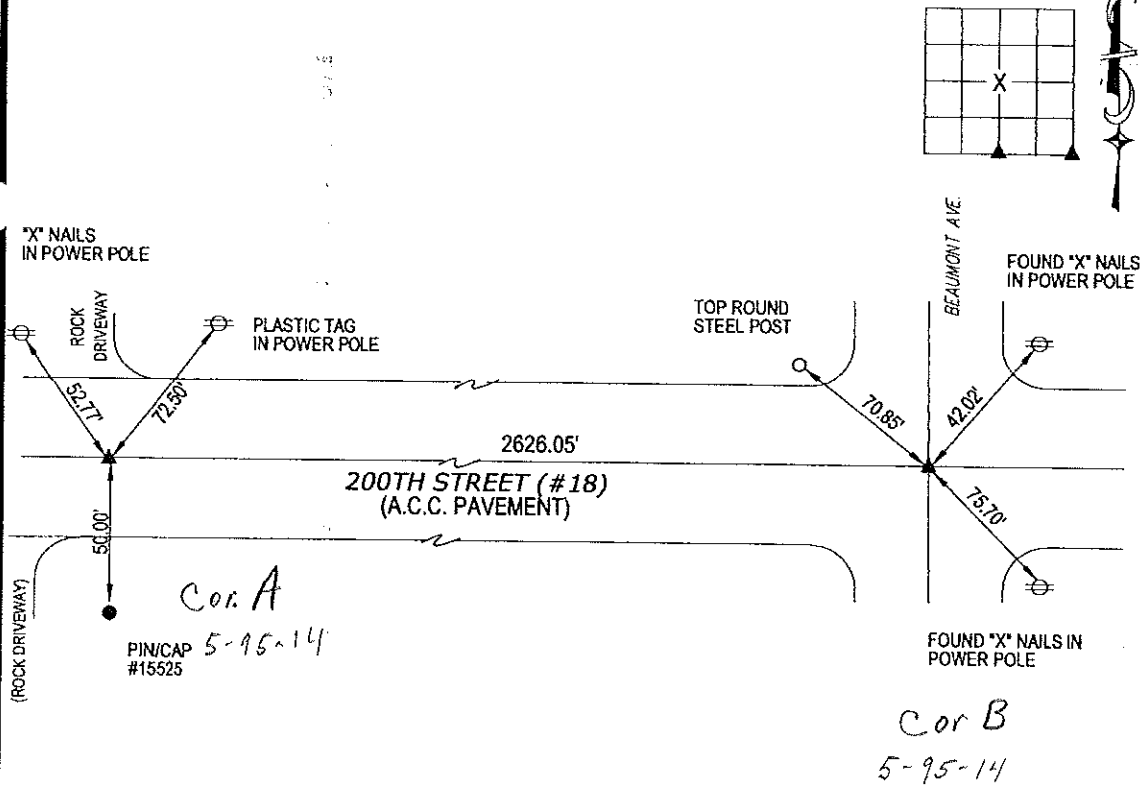 X
"X" NAILS
IN POWER POLE
ROCK
DRIVEWAY
PLASTIC TAG
IN POWER POLE
TOP ROUND
STEEL POST
BEAUMONT AVE.
FOUND "X" NAILS
IN POWER POLE
52.77'
72.50'
70.85'
42.02'
2626.05'
200TH STREET (#18)
(A.C.C. PAVEMENT)
50.00'
75.70'
(ROCK DRIVEWAY)
Cor. A
PIN/CAP
#15525
5-95-14
FOUND "X" NAILS IN
POWER POLE
Cor B
5-95-14